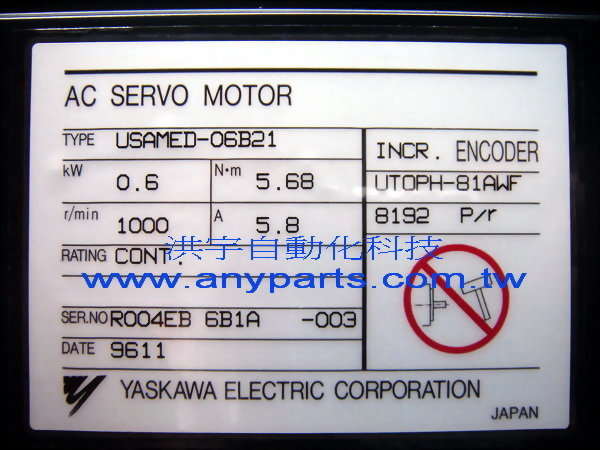 AC SERVO MOTOR
TYPE USAMED-06B21
kW 0.6 N·m 5.68
r/min 1000 A 5.8
RATING CONT.
INCR. ENCODER
UTOPH-81AWF
8192 P/r
洪宇自動化科技
www.anyparts.com.tw
SER.NO R004EB 6B1A -003
DATE 9611
YASKAWA ELECTRIC CORPORATION
JAPAN